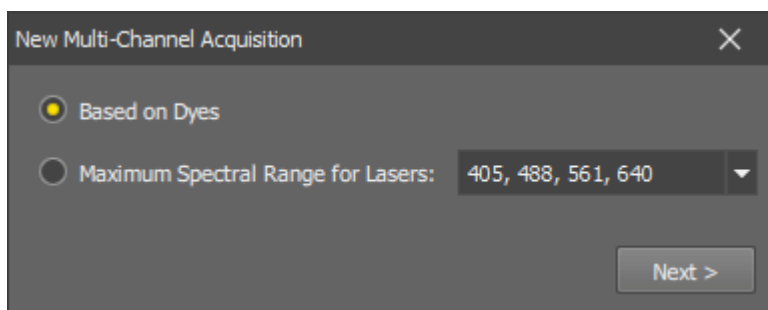 New Multi-Channel Acquisition
Based on Dyes
Maximum Spectral Range for Lasers: 405, 488, 561, 640
Next >